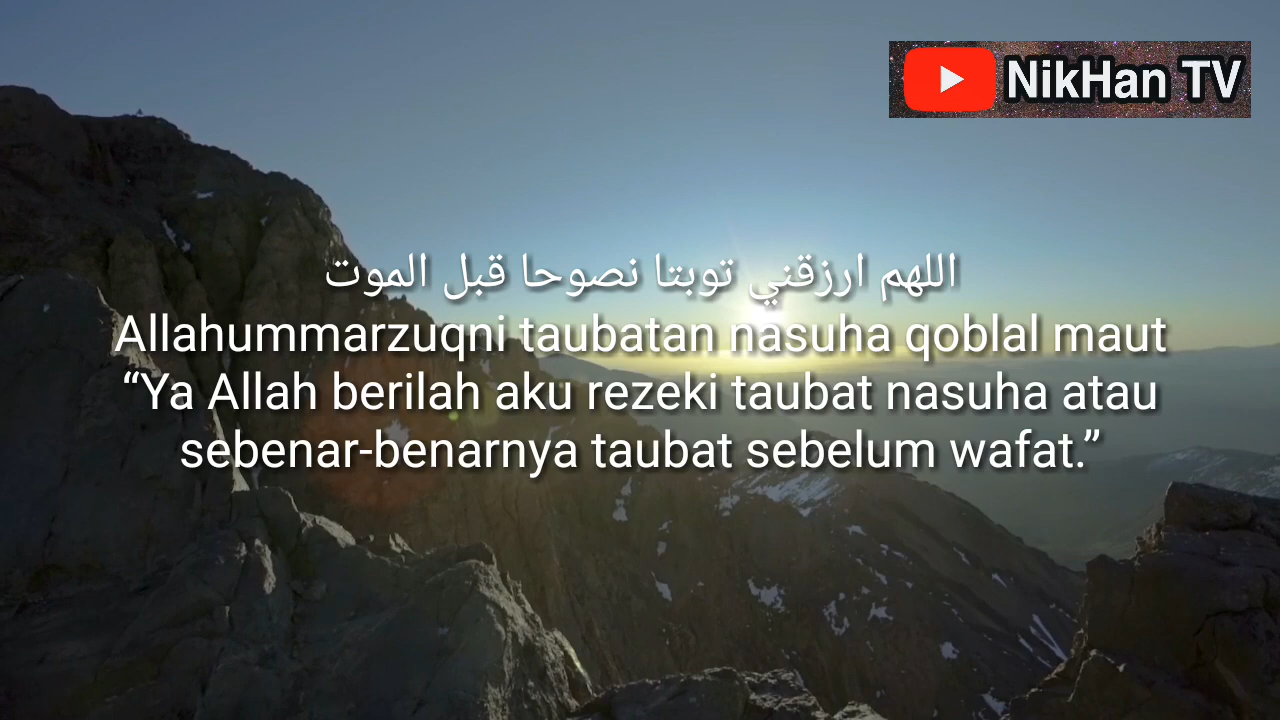 NikHan TV
اللهم ارزقني توبتا نصوحا قبل الموت
Allahummarzuqni taubatan nasuha qoblal maut
“Ya Allah berilah aku rezeki taubat nasuha atau
sebenar-benarnya taubat sebelum wafat.”